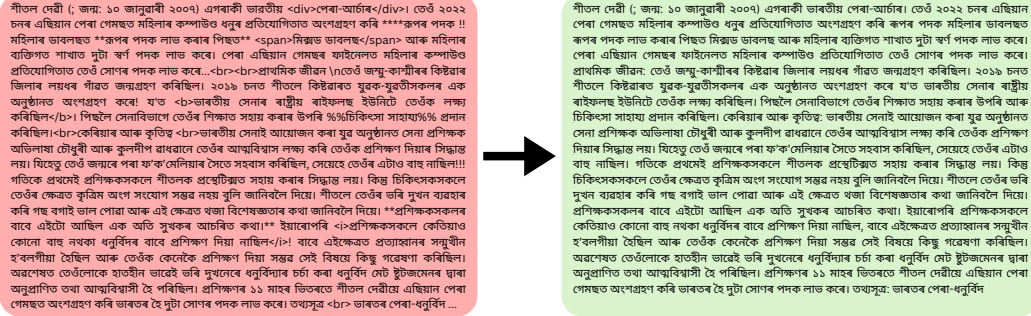 শীতল দেৱী (; জন্ম: ১০ জানুৱাৰী ২০০৭) এগৰাকী ভাৰতীয় <div>পেৰা-আৰ্চাৰ</div>। তেওঁ ২০২২
চনৰ এছিয়ান পেৰা গেমছত মহিলাৰ কম্পাউণ্ড ধনুৰ প্ৰতিযোগিতাত অংশগ্ৰহণ কৰি ****ৰূপৰ পদক !!
মহিলাৰ ডাবলছত **ৰূপৰ পদক লাভ কৰাৰ পিছত** <span>মিক্সড ডাবলছ</span> আৰু মহিলাৰ
ব্যক্তিগত শাখাত দুটা স্বৰ্ণ পদক লাভ কৰে। পেৰা এছিয়ান গেমছৰ ফাইনেলত মহিলাৰ কম্পাউণ্ড
প্ৰতিযোগিতাত তেওঁ সোণৰ পদক লাভ কৰে...<br><br>প্ৰাথমিক জীৱন \nতেওঁ জম্মু-কাশ্মীৰৰ কিষ্টৱাৰ
জিলাৰ লয়ধৰ গাঁৱত জন্মগ্ৰহণ কৰিছিল। ২০১৯ চনত শীতলে কিষ্টৱাৰত যুৱক-যুৱতীসকলৰ এক
অনুষ্ঠানত অংশগ্ৰহণ কৰে! য'ত <b>ভাৰতীয় সেনাৰ ৰাষ্ট্ৰীয় ৰাইফলছ ইউনিটে তেওঁক লক্ষ্য
কৰিছিল</b>। পিছলৈ সেনাবিভাগে তেওঁৰ শিক্ষাত সহায় কৰাৰ উপৰি %%চিকিৎসা সাহায্য%% প্ৰদান
কৰিছিল।<br>কেৰিয়াৰ আৰু কৃতিত্ব <br>ভাৰতীয় সেনাই আয়োজন কৰা যুৱ অনুষ্ঠানত সেনা প্ৰশিক্ষক
অভিলাষা চৌধুৰী আৰু কুলদীপ ৱাধৱানে তেওঁৰ আত্মবিশ্বাস লক্ষ্য কৰি তেওঁক প্ৰশিক্ষণ দিয়াৰ সিদ্ধান্ত
লয়। যিহেতু তেওঁ জন্মৰে পৰা ফ'ক'মেলিয়াৰ সৈতে সহবাস কৰিছিল, সেয়েহে তেওঁৰ এটাও বাহু নাছিল!!!
গতিকে প্ৰথমেই প্ৰশিক্ষকসকলে শীতলক প্ৰস্থেটিক্সত সহায় কৰাৰ সিদ্ধান্ত লয়। কিন্তু চিকিৎসকসকলে
তেওঁৰ ক্ষেত্ৰত কৃত্ৰিম অংগ সংযোগ সম্ভৱ নহয় বুলি জানিবলৈ দিয়ে। শীতলে তেওঁৰ ভৰি দুখন ব্যৱহাৰ
কৰি গছ বগাই ভাল পোৱা আৰু এই ক্ষেত্ৰত থজা বিশেষজ্ঞতাৰ কথা জানিবলৈ দিয়ে। **প্ৰশিক্ষকসকলৰ
বাবে এইটো আছিল এক অতি সুখকৰ আচৰিত কথা।** ইয়াৰোপৰি <i>প্ৰশিক্ষকসকলে কেতিয়াও
কোনো বাহু নথকা ধনুৰ্বিদৰ বাবে প্ৰশিক্ষণ দিয়া নাছিল</i>! বাবে এইক্ষেত্ৰত প্ৰত্যাহ্বানৰ সন্মুখীন
হ'বলগীয়া হৈছিল আৰু তেওঁক কেনেকৈ প্ৰশিক্ষণ দিয়া সম্ভৱ সেই বিষয়ে কিছু গৱেষণা কৰিছিল।
অৱশেষত তেওঁলোকে হাতহীন ভাৱেই ভৰি দুখনেৰে ধনুৰ্বিদ্যাৰ চৰ্চা কৰা ধনুৰ্বিদ মেট ষ্টুটজমেনৰ দ্বাৰা
অনুপ্ৰাণিত তথা আত্মবিশ্বাসী হৈ পৰিছিল। প্ৰশিক্ষণৰ ১১ মাহৰ ভিতৰতে শীতল দেৱীয়ে এছিয়ান পেৰা
গেমছত অংশগ্ৰহণ কৰি ভাৰতৰ হৈ দুটা সোণৰ পদক লাভ কৰে। তথ্যসূত্ৰ <br> ভাৰতৰ পেৰা-ধনুৰ্বিদ ...
শীতল দেৱী (; জন্ম: ১০ জানুৱাৰী ২০০৭) এগৰাকী ভাৰতীয় পেৰা-আৰ্চাৰ। তেওঁ ২০২২ চনৰ এছিয়ান
পেৰা গেমছত মহিলাৰ কম্পাউণ্ড ধনুৰ প্ৰতিযোগিতাত অংশগ্ৰহণ কৰি ৰূপৰ পদক মহিলাৰ ডাবলছত
ৰূপৰ পদক লাভ কৰাৰ পিছত মিক্সড ডাবলছ আৰু মহিলাৰ ব্যক্তিগত শাখাত দুটা স্বৰ্ণ পদক লাভ
কৰে। পেৰা এছিয়ান গেমছৰ ফাইনেলত মহিলাৰ কম্পাউণ্ড প্ৰতিযোগিতাত তেওঁ সোণৰ পদক লাভ কৰে।
প্ৰাথমিক জীৱন: তেওঁ জম্মু-কাশ্মীৰৰ কিষ্টৱাৰ জিলাৰ লয়ধৰ গাঁৱত জন্মগ্ৰহণ কৰিছিল। ২০১৯ চনত
শীতলে কিষ্টৱাৰত যুৱক-যুৱতীসকলৰ এক অনুষ্ঠানত অংশগ্ৰহণ কৰে য'ত ভাৰতীয় সেনাৰ ৰাষ্ট্ৰীয়
ৰাইফলছ ইউনিটে তেওঁক লক্ষ্য কৰিছিল। পিছলৈ সেনাবিভাগে তেওঁৰ শিক্ষাত সহায় কৰাৰ উপৰি আৰু
চিকিৎসা সাহায্য প্ৰদান কৰিছিল। কেৰিয়াৰ আৰু কৃতিত্ব: ভাৰতীয় সেনাই আয়োজন কৰা যুৱ অনুষ্ঠানত
সেনা প্ৰশিক্ষক অভিলাষা চৌধুৰী আৰু কুলদীপ ৱাধৱানে তেওঁৰ আত্মবিশ্বাস লক্ষ্য কৰি তেওঁক প্ৰশিক্ষণ
দিয়াৰ সিদ্ধান্ত লয়। যিহেতু তেওঁ জন্মৰে পৰা ফ'ক'মেলিয়াৰ সৈতে সহবাস কৰিছিল, সেয়েহে তেওঁৰ এটাও
বাহু নাছিল। গতিকে প্ৰথমেই প্ৰশিক্ষকসকলে শীতলক প্ৰস্থেটিক্সত সহায় কৰাৰ সিদ্ধান্ত লয়। কিন্তু
চিকিৎসকসকলে তেওঁৰ ক্ষেত্ৰত কৃত্ৰিম অংগ সংযোগ সম্ভৱ নহয় বুলি জানিবলৈ দিয়ে। শীতলে তেওঁৰ ভৰি
দুখন ব্যৱহাৰ কৰি গছ বগাই ভাল পোৱা আৰু এই ক্ষেত্ৰত থজা বিশেষজ্ঞতাৰ কথা জানিবলৈ দিয়ে।
প্ৰশিক্ষকসকলৰ বাবে এইটো আছিল এক অতি সুখকৰ আচৰিত কথা। ইয়াৰোপৰি প্ৰশিক্ষকসকলে
কেতিয়াও কোনো বাহু নথকা ধনুৰ্বিদৰ বাবে প্ৰশিক্ষণ দিয়া নাছিল, বাবে এইক্ষেত্ৰত প্ৰত্যাহ্বানৰ সন্মুখীন
হ'বলগীয়া হৈছিল আৰু তেওঁক কেনেকৈ প্ৰশিক্ষণ দিয়া সম্ভৱ সেই বিষয়ে কিছু গৱেষণা কৰিছিল।
অৱশেষত তেওঁলোকে হাতহীন ভাৱেই ভৰি দুখনেৰে ধনুৰ্বিদ্যাৰ চৰ্চা কৰা ধনুৰ্বিদ মেট ষ্টুটজমেনৰ দ্বাৰা
অনুপ্ৰাণিত তথা আত্মবিশ্বাসী হৈ পৰিছিল। প্ৰশিক্ষণৰ ১১ মাহৰ ভিতৰতে শীতল দেৱীয়ে এছিয়ান পেৰা
গেমছত অংশগ্ৰহণ কৰি ভাৰতৰ হৈ দুটা সোণৰ পদক লাভ কৰে। তথ্যসূত্ৰ: ভাৰতৰ পেৰা-ধনুৰ্বিদ